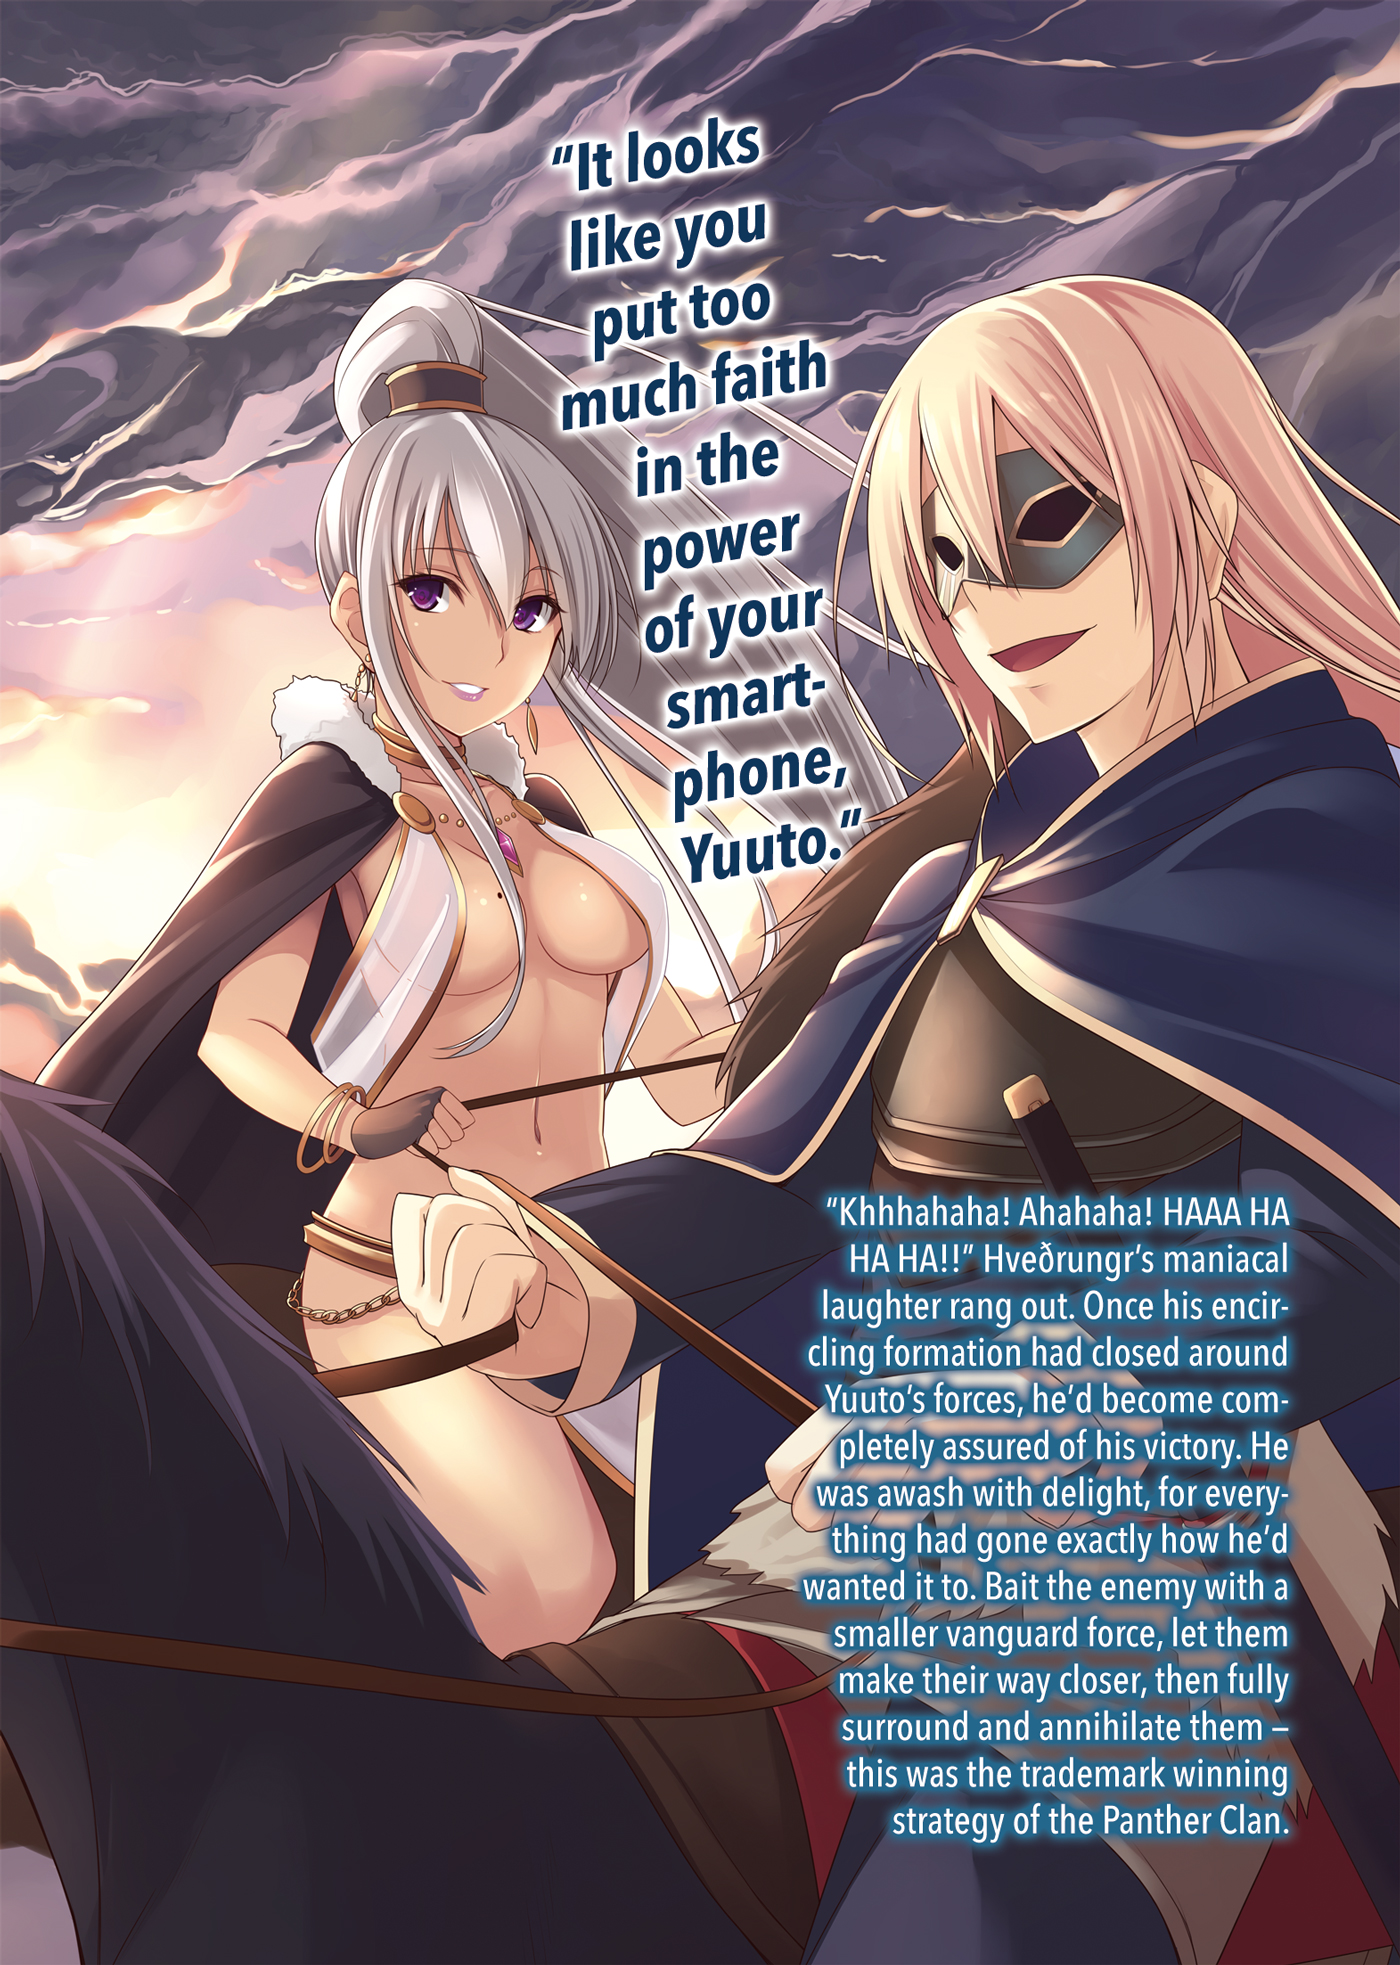 “It looks
like you
put too
much faith
in the
power
of your
smart-
phone,
Yuuto.”
“Khhhahaha! Ahahaha! HAAA HA
HA HA!!” Hveðrungr’s maniacal
laughter rang out. Once his encir-
cling formation had closed around
Yuuto’s forces, he’d become com-
pletely assured of his victory. He
was awash with delight, for every-
thing had gone exactly how he’d
wanted it to. Bait the enemy with a
smaller vanguard force, let them
make their way closer, then fully
surround and annihilate them —
this was the trademark winning
strategy of the Panther Clan.